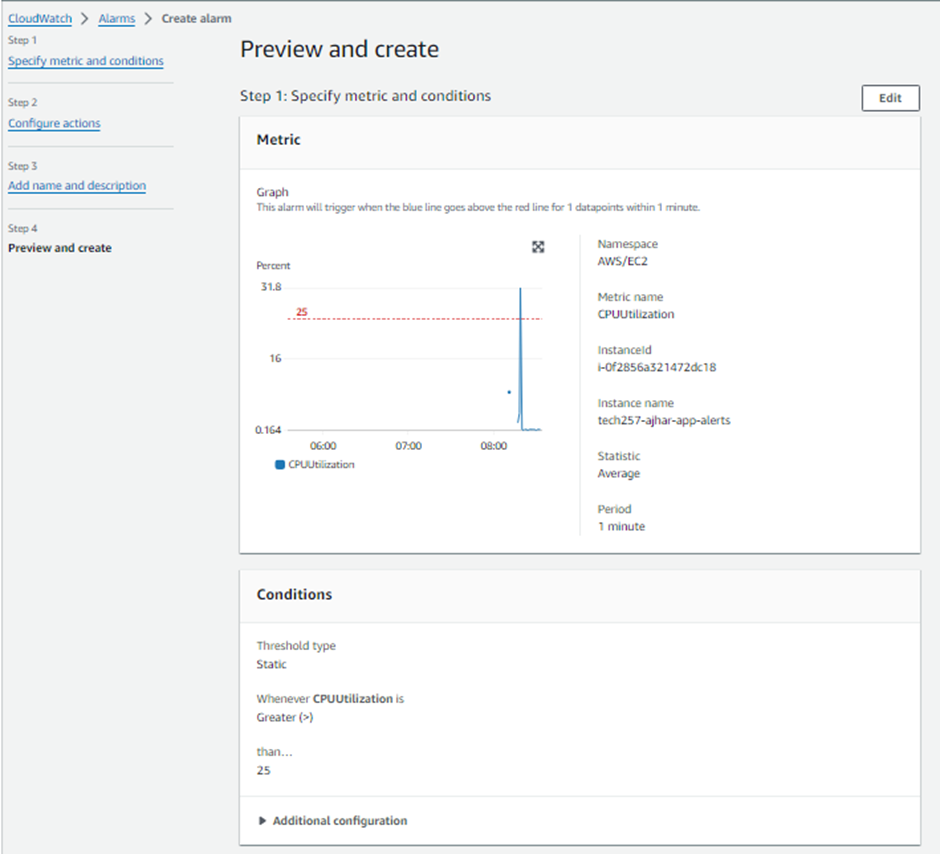 CloudWatch > Alarms > Create alarm
Step 1
Specify metric and conditions
Step 2
Configure actions
Step 3
Add name and description
Step 4
Preview and create
Preview and create
Step 1: Specify metric and conditions
Edit
Metric
Graph
This alarm will trigger when the blue line goes above the red line for 1 datapoints within 1 minute.
Percent
31.8
25
16
0.164
06:00 07:00 08:00
CPUUtilization
Namespace
AWS/EC2
Metric name
CPUUtilization
InstanceId
i-0f2856a321472dc18
Instance name
tech257-ajhar-app-alerts
Statistic
Average
Period
1 minute
Conditions
Threshold type
Static
Whenever CPUUtilization is
Greater (>)
than...
25
Additional configuration